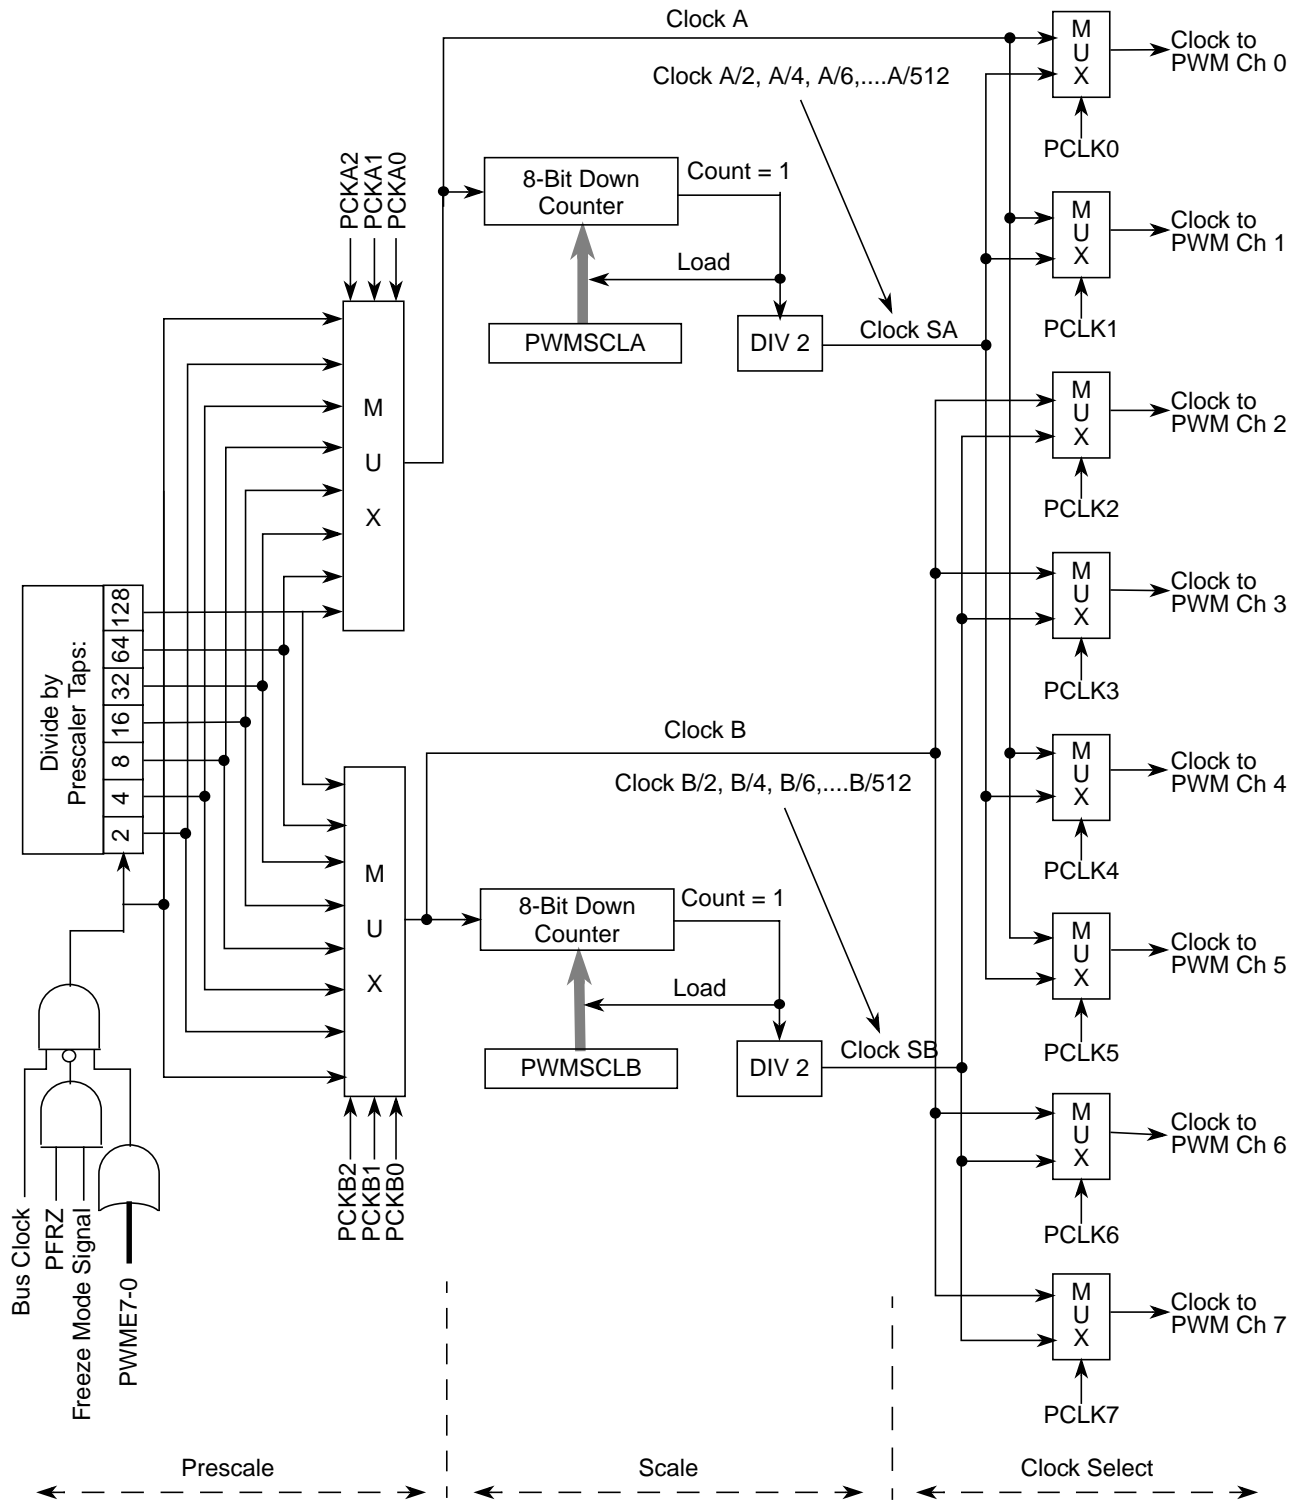 Clock A
Clock A/2, A/4, A/6,....A/512
PCKA2
PCKA1
PCKA0
8-Bit Down
Counter
Count = 1
Load
PWMSCLA
DIV 2
Clock SA
M
U
X
Divide by
Prescaler Taps:
128
64
32
16
8
4
2
Clock B
Clock B/2, B/4, B/6,....B/512
M
U
X
8-Bit Down
Counter
Count = 1
Load
PWMSCLB
DIV 2
Clock SB
PCKB2
PCKB1
PCKB0
Bus Clock
PFRZ
Freeze Mode Signal
PWME7-0
M
U
X
Clock to
PWM Ch 0
PCLK0
M
U
X
Clock to
PWM Ch 1
PCLK1
M
U
X
Clock to
PWM Ch 2
PCLK2
M
U
X
Clock to
PWM Ch 3
PCLK3
M
U
X
Clock to
PWM Ch 4
PCLK4
M
U
X
Clock to
PWM Ch 5
PCLK5
M
U
X
Clock to
PWM Ch 6
PCLK6
M
U
X
Clock to
PWM Ch 7
PCLK7
Prescale
Scale
Clock Select